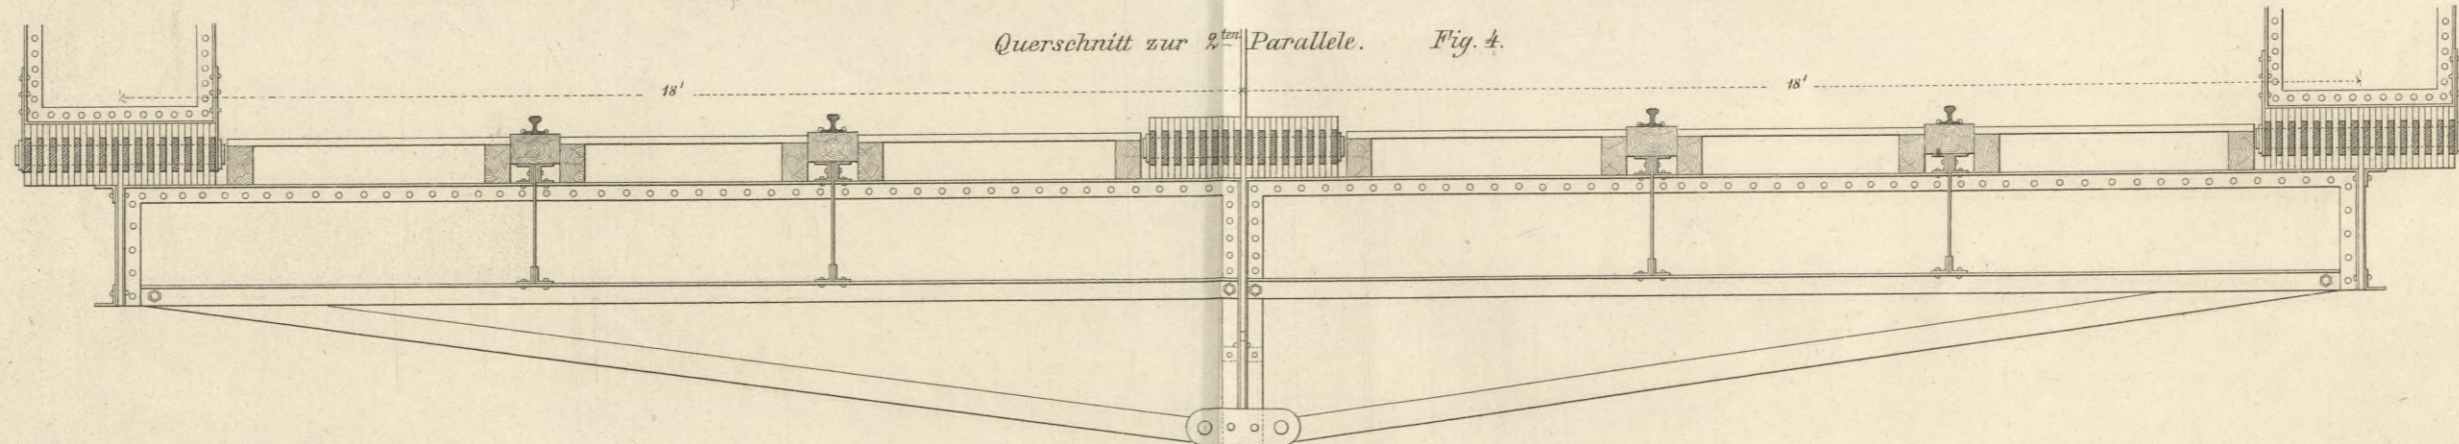 Querschnitt zur 2ten Parallele. Fig. 4.
18' 18'